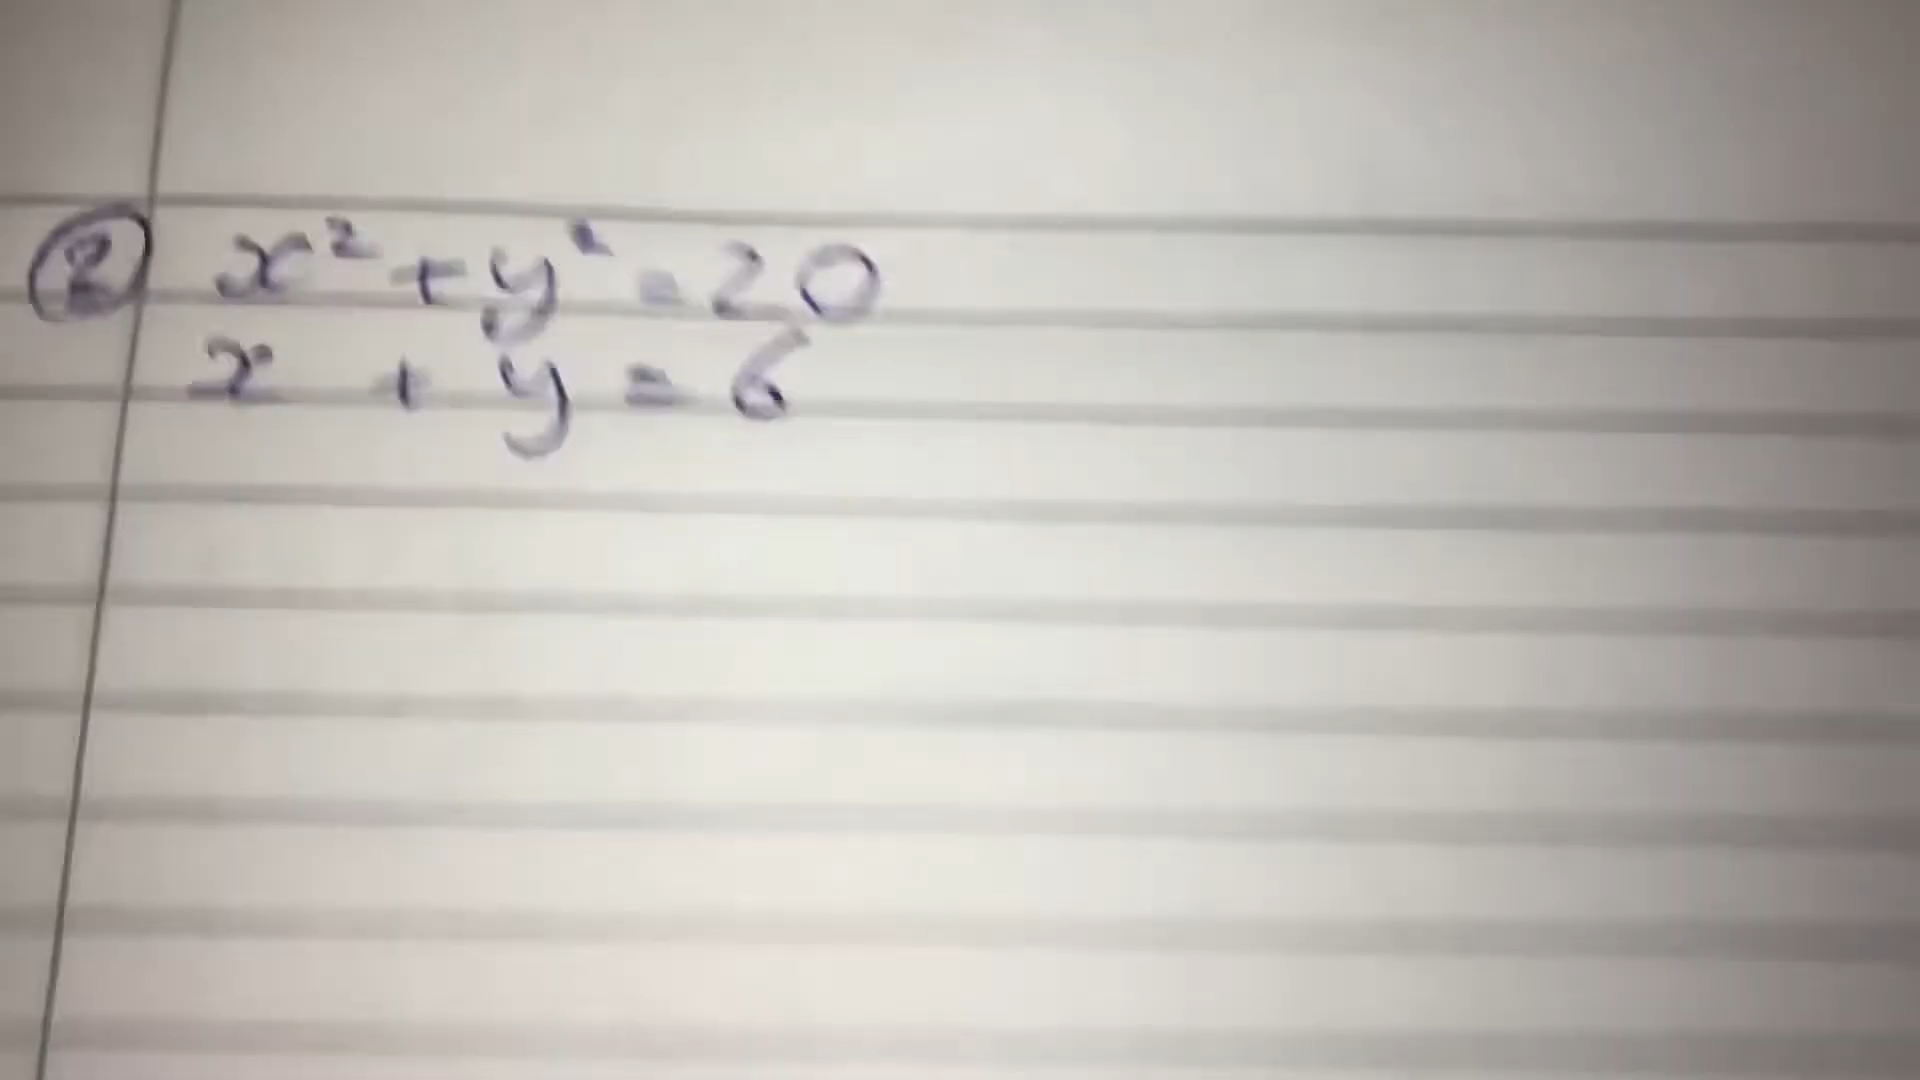 ② x² + y² = 20
x + y = 6